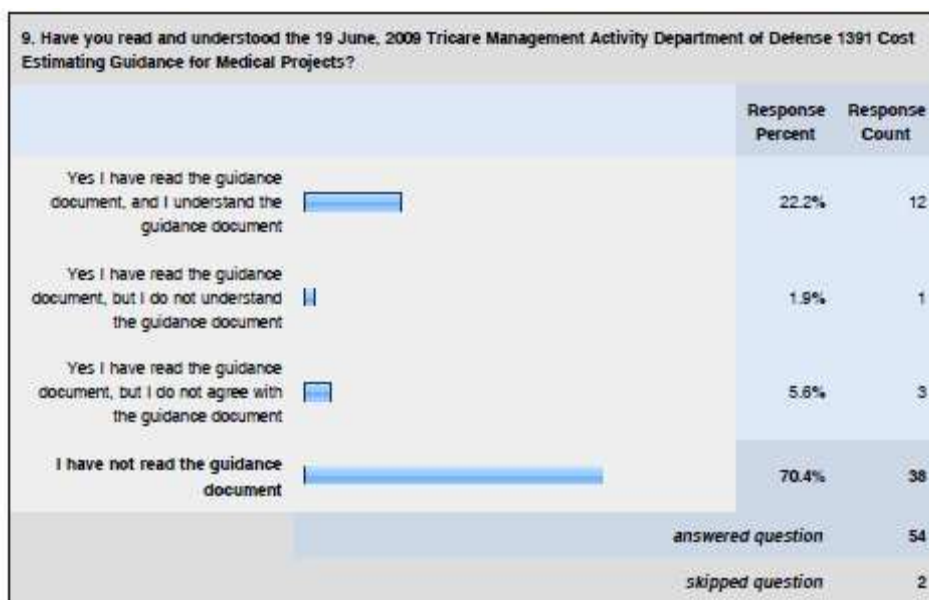 9. Have you read and understood the 19 June, 2009 Tricare Management Activity Department of Defense 1391 Cost
Estimating Guidance for Medical Projects?
Response Percent
Response Count
Yes I have read the guidance
document, and I understand the
guidance document
22.2%
12
Yes I have read the guidance
document, but I do not understand
the guidance document
1.9%
1
Yes I have read the guidance
document, but I do not agree with
the guidance document
5.6%
3
I have not read the guidance
document
70.4%
38
answered question
54
skipped question
2